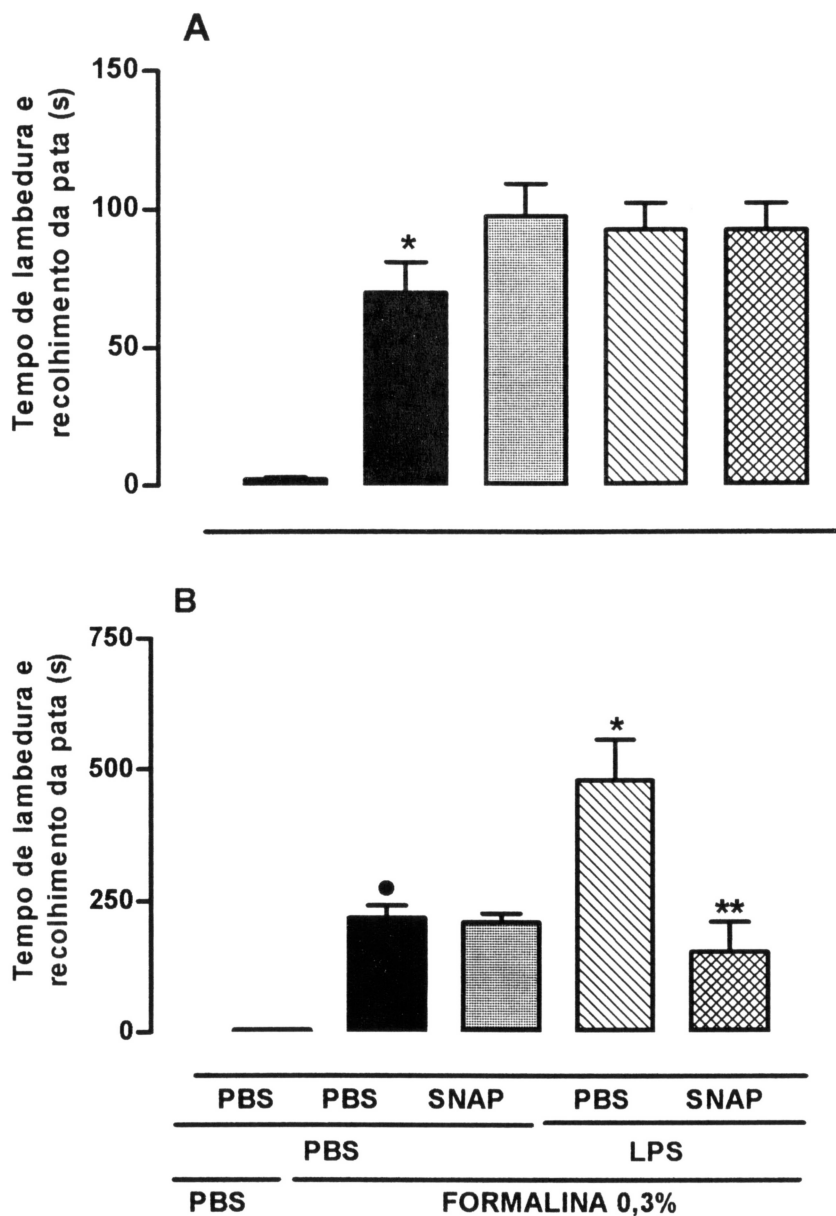 A
Tempo de lambedura e
recolhimento da pata (s)
150
100
50
0
*
B
Tempo de lambedura e
recolhimento da pata (s)
750
500
250
0
●
*
**
PBS PBS SNAP PBS SNAP
PBS LPS
PBS FORMALINA 0,3%